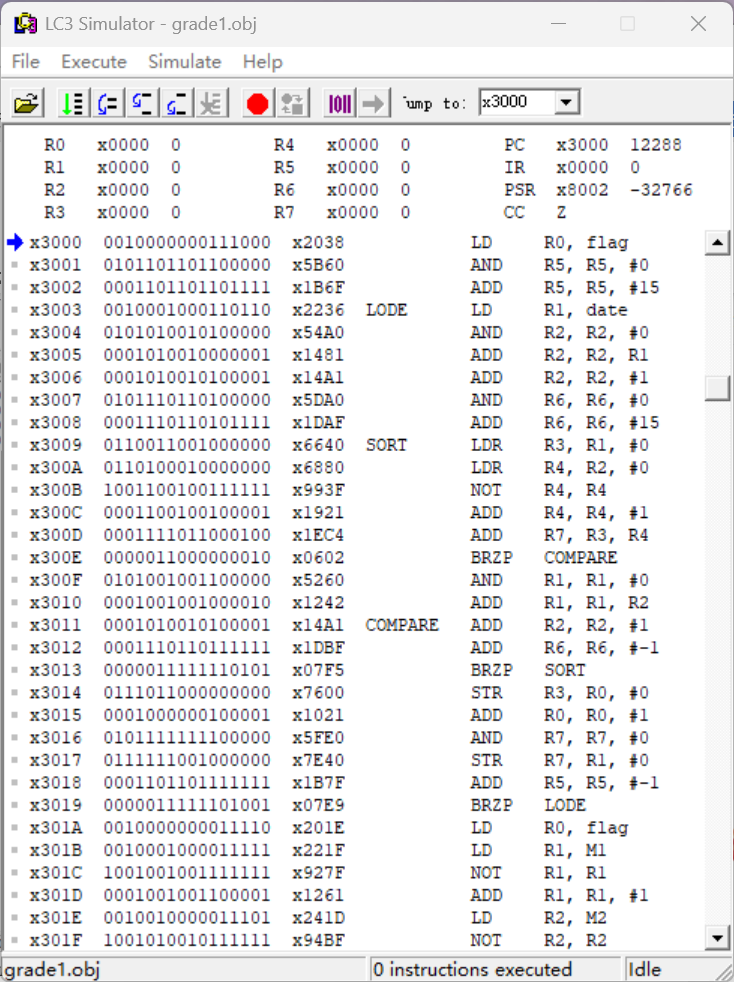 LC3 Simulator - grade1.obj
File Execute Simulate Help
Jump to: x3000
R0 x0000 0 R4 x0000 0 PC x3000 12288
R1 x0000 0 R5 x0000 0 IR x0000 0
R2 x0000 0 R6 x0000 0 PSR x8002 -32766
R3 x0000 0 R7 x0000 0 CC Z
x3000 0010000000111000 x2038 LD R0, flag
x3001 0101101101100000 x5B60 AND R5, R5, #0
x3002 0001101101101111 x1B6F ADD R5, R5, #15
x3003 0010001000110110 x2236 LODE LD R1, date
x3004 0101010010100000 x54A0 AND R2, R2, #0
x3005 0001010010000001 x1481 ADD R2, R2, R1
x3006 0001010010100001 x14A1 ADD R2, R2, #1
x3007 0101110110100000 x5DA0 AND R6, R6, #0
x3008 0001110110101111 x1DAF ADD R6, R6, #15
x3009 0110011001000000 x6640 SORT LDR R3, R1, #0
x300A 0110100010000000 x6880 LDR R4, R2, #0
x300B 1001100100111111 x993F NOT R4, R4
x300C 0001100100100001 x1921 ADD R4, R4, #1
x300D 0001111011000100 x1EC4 ADD R7, R3, R4
x300E 0000011000000010 x0602 BRZP COMPARE
x300F 0101001001100000 x5260 AND R1, R1, #0
x3010 0001001001000010 x1242 ADD R1, R1, R2
x3011 0001010010100001 x14A1 COMPARE ADD R2, R2, #1
x3012 0001110110111111 x1DBF ADD R6, R6, #-1
x3013 0000011111110101 x07F5 BRZP SORT
x3014 0111011000000000 x7600 STR R3, R0, #0
x3015 0001000000100001 x1021 ADD R0, R0, #1
x3016 0101111111100000 x5FE0 AND R7, R7, #0
x3017 0111111001000000 x7E40 STR R7, R1, #0
x3018 0001101101111111 x1B7F ADD R5, R5, #-1
x3019 0000011111101001 x07E9 BRZP LODE
x301A 0010000000011110 x201E LD R0, flag
x301B 0010001000011111 x221F LD R1, M1
x301C 1001001001111111 x927F NOT R1, R1
x301D 0001001001100001 x1261 ADD R1, R1, #1
x301E 0010010000011101 x241D LD R2, M2
x301F 1001010010111111 x94BF NOT R2, R2
grade1.obj 0 instructions executed Idle